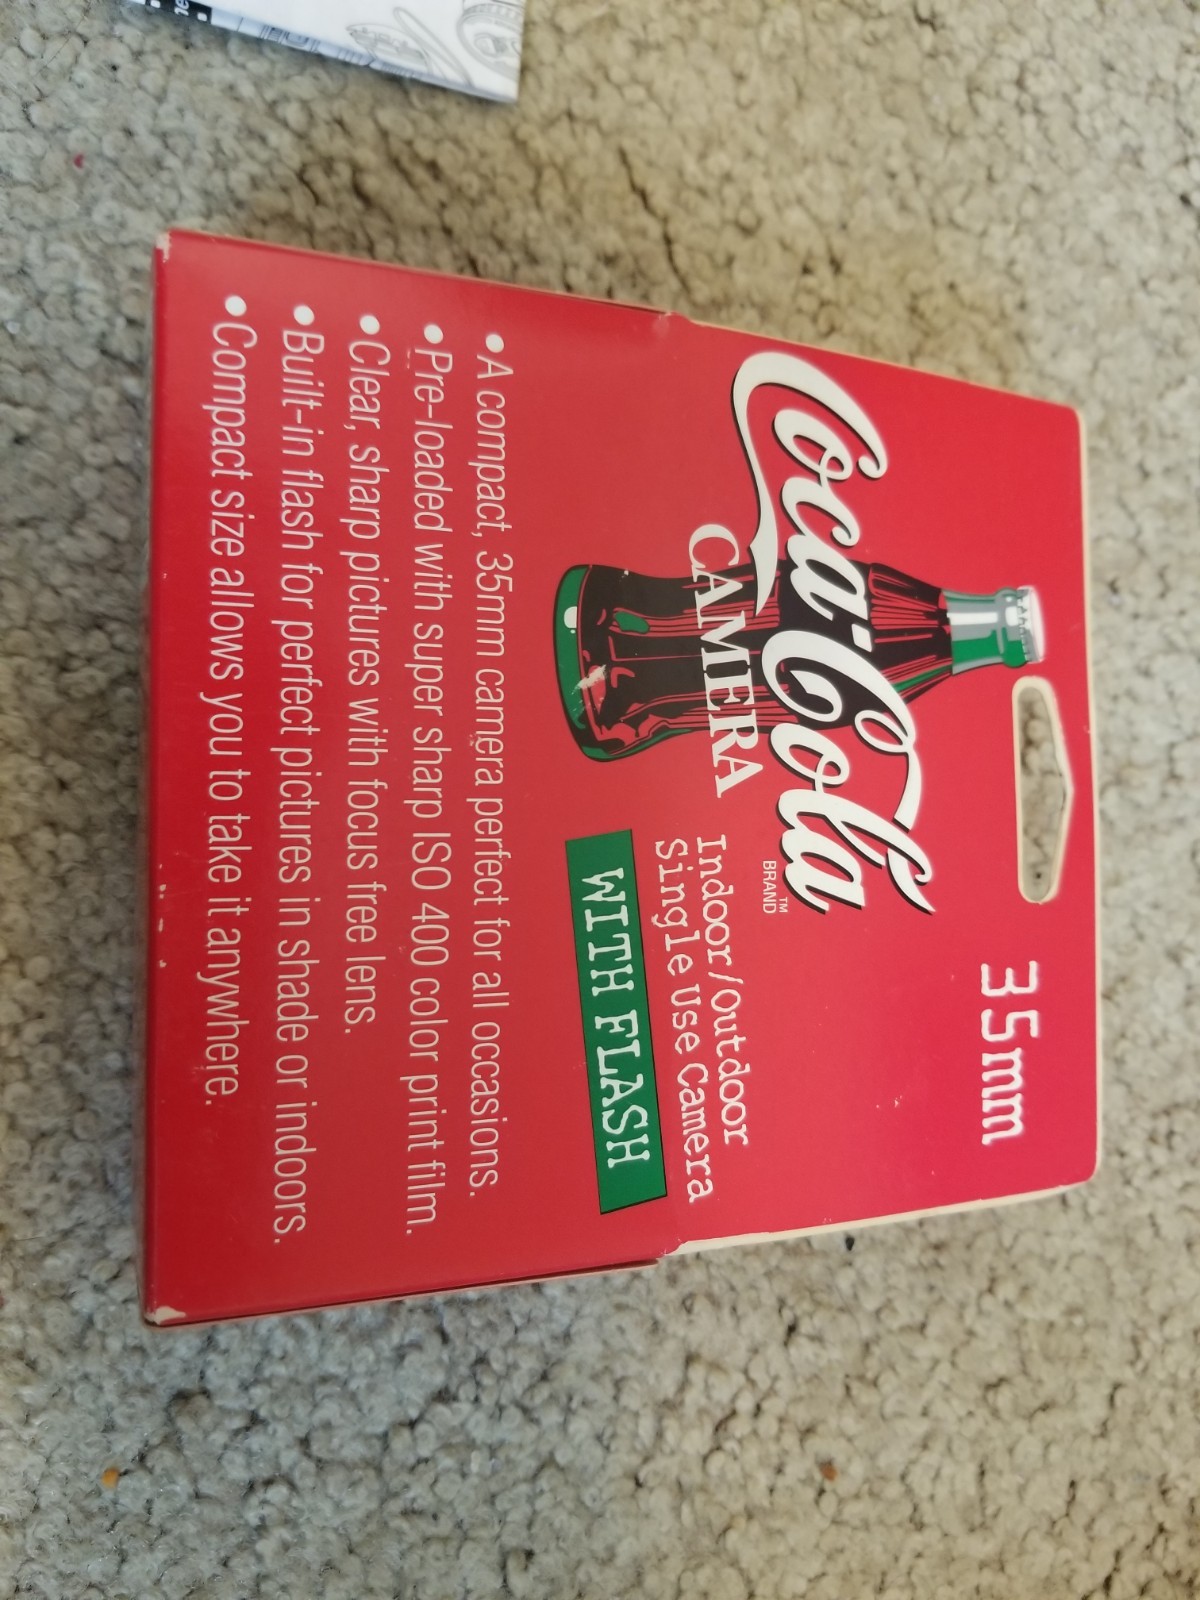 35mm
Coca-Cola
BRAND™
CAMERA
Indoor/Outdoor
Single Use Camera
WITH FLASH
•A compact, 35mm camera perfect for all occasions.
•Pre-loaded with super sharp ISO 400 color print film.
•Clear, sharp pictures with focus free lens.
•Built-in flash for perfect pictures in shade or indoors.
•Compact size allows you to take it anywhere.